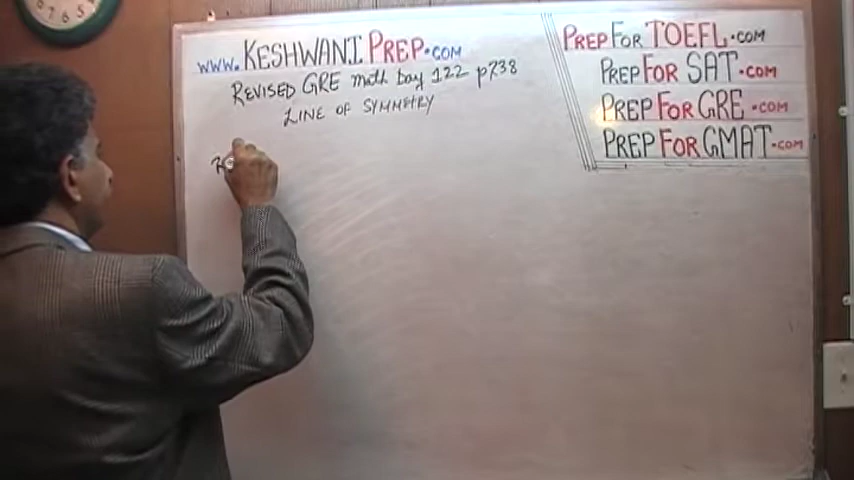 www.KESHWANI PREP.COM
REVISED GRE math Day 122 p238
LINE OF SYMMETRY
PREP FOR TOEFL.COM
PREP FOR SAT.COM
PREP FOR GRE.COM
PREP FOR GMAT.COM